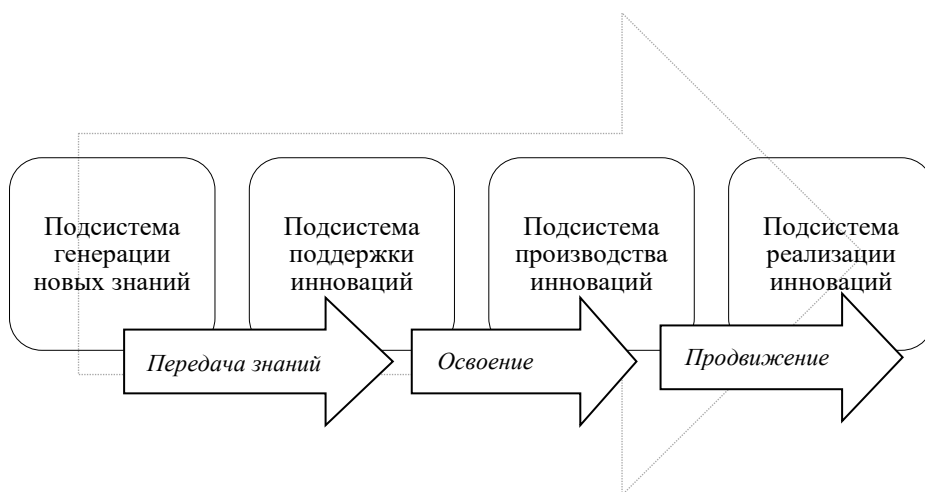 Подсистема
генерации
новых знаний
Подсистема
поддержки
инноваций
Подсистема
производства
инноваций
Подсистема
реализации
инноваций
Передача знаний
Освоение
Продвижение